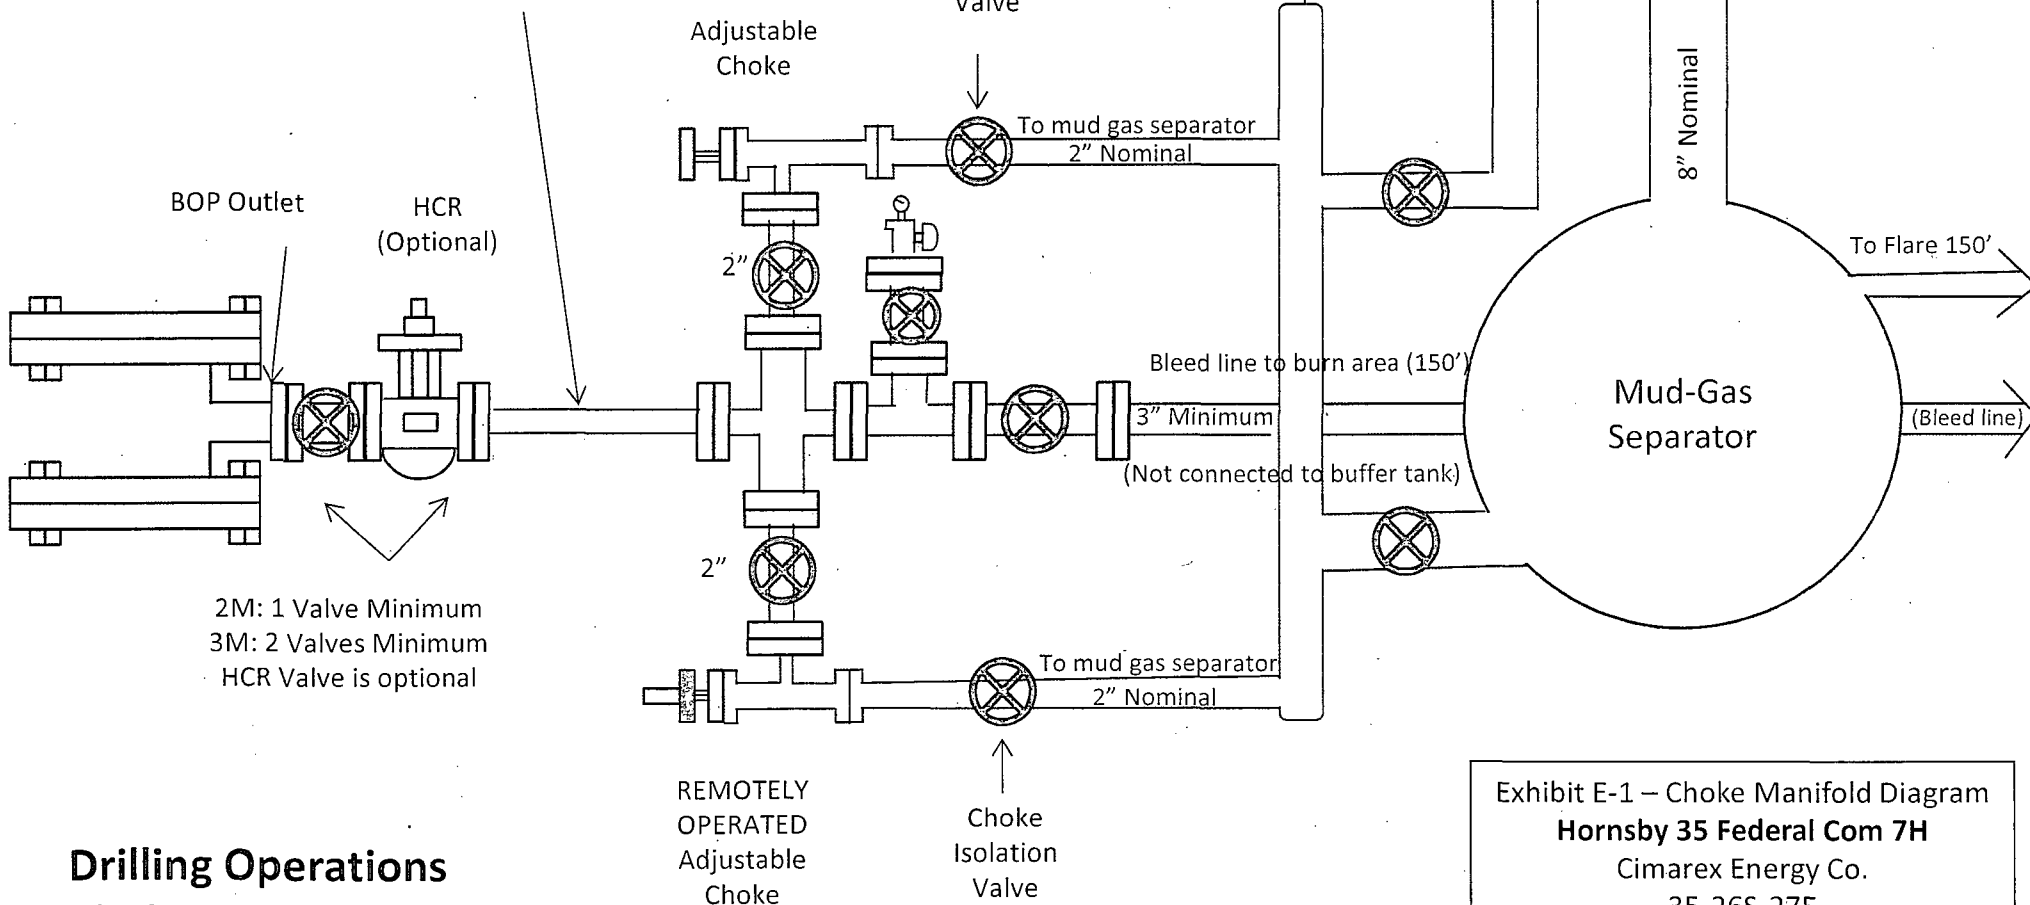 Valve
Adjustable
Choke
To mud gas separator
2” Nominal
8” Nominal
BOP Outlet
HCR
(Optional)
2”
To Flare 150’
Bleed line to burn area (150’)
3” Minimum
(Not connected to buffer tank)
Mud-Gas
Separator
(Bleed line)
2”
2M: 1 Valve Minimum
3M: 2 Valves Minimum
HCR Valve is optional
To mud gas separator
2” Nominal
REMOTELY
OPERATED
Adjustable
Choke
Choke
Isolation
Valve
Exhibit E-1 – Choke Manifold Diagram
Hornsby 35 Federal Com 7H
Cimarex Energy Co.
Drilling Operations